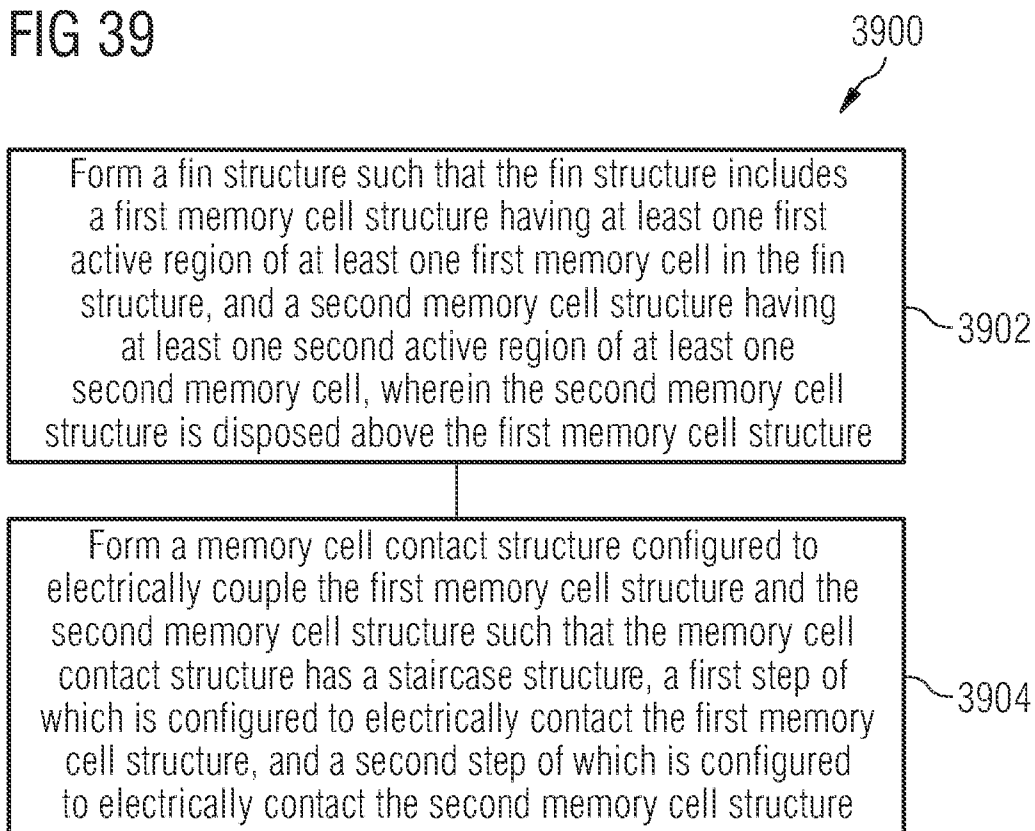 FIG 39
3900
Form a fin structure such that the fin structure includes
a first memory cell structure having at least one first
active region of at least one first memory cell in the fin
structure, and a second memory cell structure having
at least one second active region of at least one
second memory cell, wherein the second memory cell
structure is disposed above the first memory cell structure
3902
Form a memory cell contact structure configured to
electrically couple the first memory cell structure and the
second memory cell structure such that the memory cell
contact structure has a staircase structure, a first step of
which is configured to electrically contact the first memory
cell structure, and a second step of which is configured
to electrically contact the second memory cell structure
3904